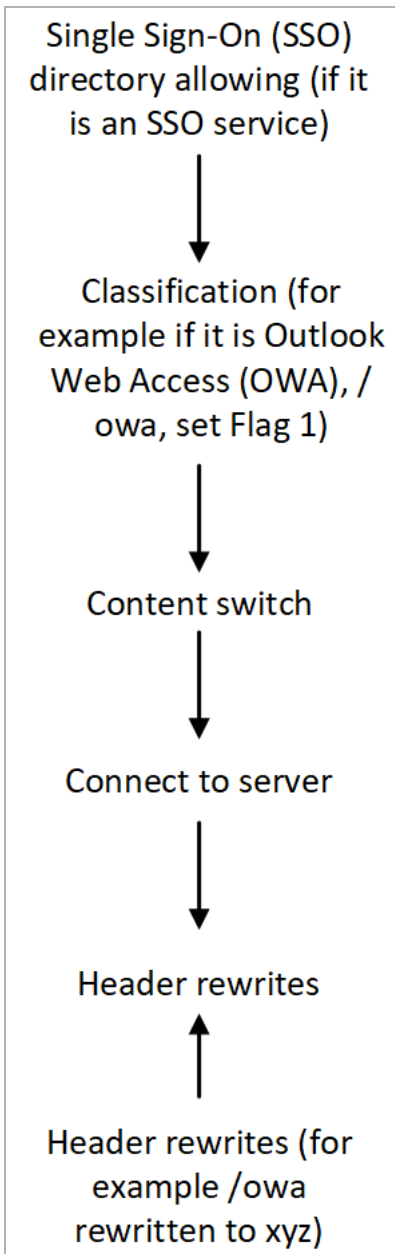 Single Sign-On (SSO)
directory allowing (if it
is an SSO service)
Classification (for
example if it is Outlook
Web Access (OWA), /
owa, set Flag 1)
Content switch
Connect to server
Header rewrites
Header rewrites (for
example /owa
rewritten to xyz)